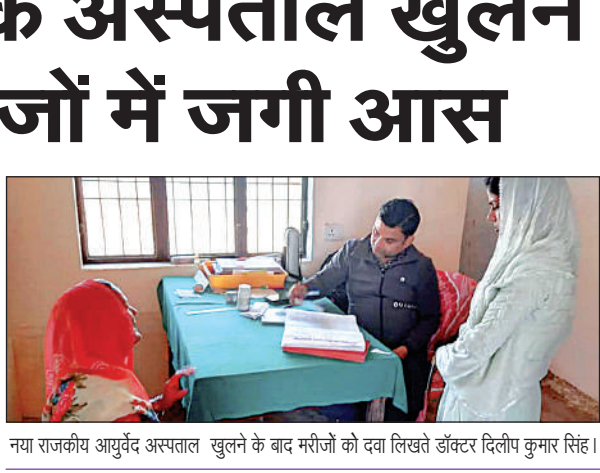 के अस्पताल खुलने
जों में जगी आस
नया राजकीय आयुर्वेद अस्पताल खुलने के बाद मरीजों को दवा लिखते डॉक्टर दिलीप कुमार सिंह।